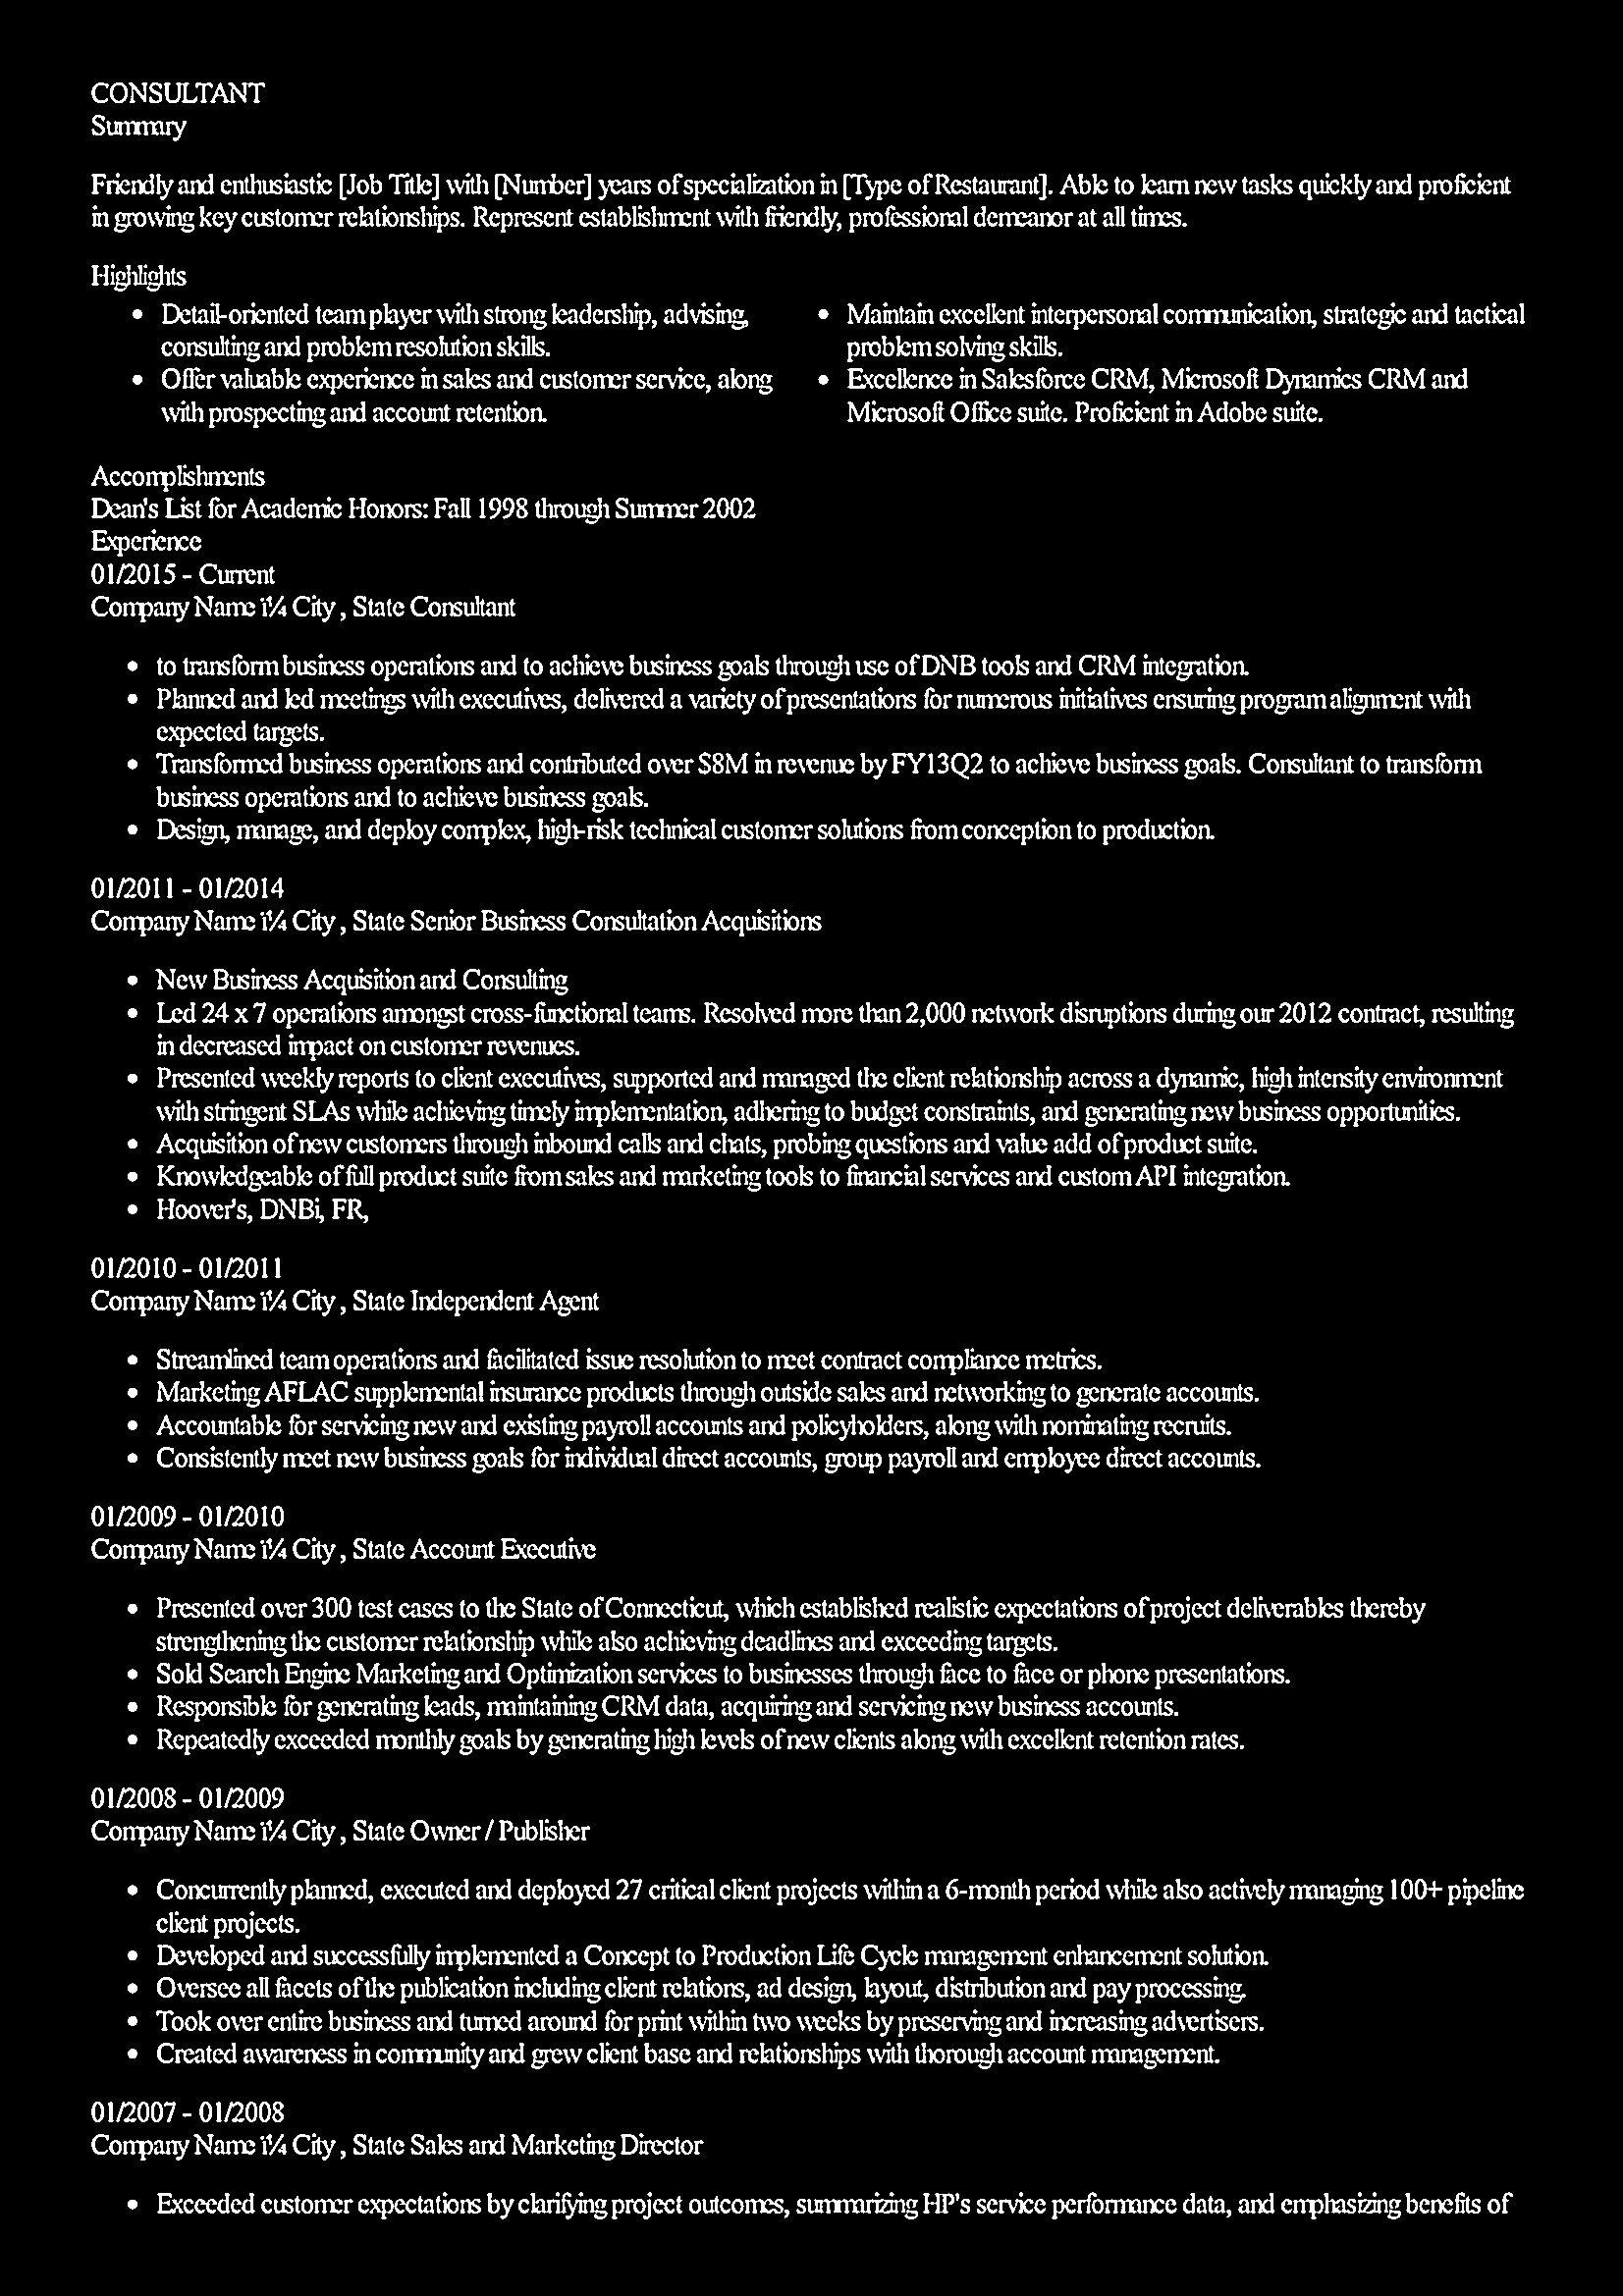 CONSULTANT
Summary
Friendly and enthusiastic [Job Title] with [Number] years of specialization in [Type of Restaurant]. Able to learn new tasks quickly and proficient
in growing key customer relationships. Represent establishment with friendly, professional demeanor at all times.
Highlights
• Detail-oriented team player with strong leadership, advising,
consulting and problem resolution skills.
• Offer valuable experience in sales and customer service, along
with prospecting and account retention.
• Maintain excellent interpersonal communication, strategic and tactical
problem solving skills.
• Excellence in Salesforce CRM, Microsoft Dynamics CRM and
Microsoft Office suite. Proficient in Adobe suite.
Accomplishments
Dean's List for Academic Honors: Fall 1998 through Summer 2002
Experience
01/2015 - Current
Company Name ï¼ City , State Consultant
• to transform business operations and to achieve business goals through use of DNB tools and CRM integration.
• Planned and led meetings with executives, delivered a variety of presentations for numerous initiatives ensuring program alignment with
expected targets.
• Transformed business operations and contributed over $8M in revenue by FY13Q2 to achieve business goals. Consultant to transform
business operations and to achieve business goals.
• Design, manage, and deploy complex, high-risk technical customer solutions from conception to production.
01/2011 - 01/2014
Company Name ï¼ City , State Senior Business Consultation Acquisitions
• New Business Acquisition and Consulting
• Led 24 x 7 operations amongst cross-functional teams. Resolved more than 2,000 network disruptions during our 2012 contract, resulting
in decreased impact on customer revenues.
• Presented weekly reports to client executives, supported and managed the client relationship across a dynamic, high intensity environment
with stringent SLAs while achieving timely implementation, adhering to budget constraints, and generating new business opportunities.
• Acquisition of new customers through inbound calls and chats, probing questions and value add of product suite.
• Knowledgeable of full product suite from sales and marketing tools to financial services and custom API integration.
• Hoover's, DNBi, FR,
01/2010 - 01/2011
Company Name ï¼ City , State Independent Agent
• Streamlined team operations and facilitated issue resolution to meet contract compliance metrics.
• Marketing AFLAC supplemental insurance products through outside sales and networking to generate accounts.
• Accountable for servicing new and existing payroll accounts and policyholders, along with nominating recruits.
• Consistently meet new business goals for individual direct accounts, group payroll and employee direct accounts.
01/2009 - 01/2010
Company Name ï¼ City , State Account Executive
• Presented over 300 test cases to the State of Connecticut, which established realistic expectations of project deliverables thereby
strengthening the customer relationship while also achieving deadlines and exceeding targets.
• Sold Search Engine Marketing and Optimization services to businesses through face to face or phone presentations.
• Responsible for generating leads, maintaining CRM data, acquiring and servicing new business accounts.
• Repeatedly exceeded monthly goals by generating high levels of new clients along with excellent retention rates.
01/2008 - 01/2009
Company Name ï¼ City , State Owner / Publisher
• Concurrently planned, executed and deployed 27 critical client projects within a 6-month period while also actively managing 100+ pipeline
client projects.
• Developed and successfully implemented a Concept to Production Life Cycle management enhancement solution.
• Oversee all facets of the publication including client relations, ad design, layout, distribution and pay processing.
• Took over entire business and turned around for print within two weeks by preserving and increasing advertisers.
• Created awareness in community and grew client base and relationships with thorough account management.
01/2007 - 01/2008
Company Name ï¼ City , State Sales and Marketing Director
• Exceeded customer expectations by clarifying project outcomes, summarizing HP's service performance data, and emphasizing benefits of